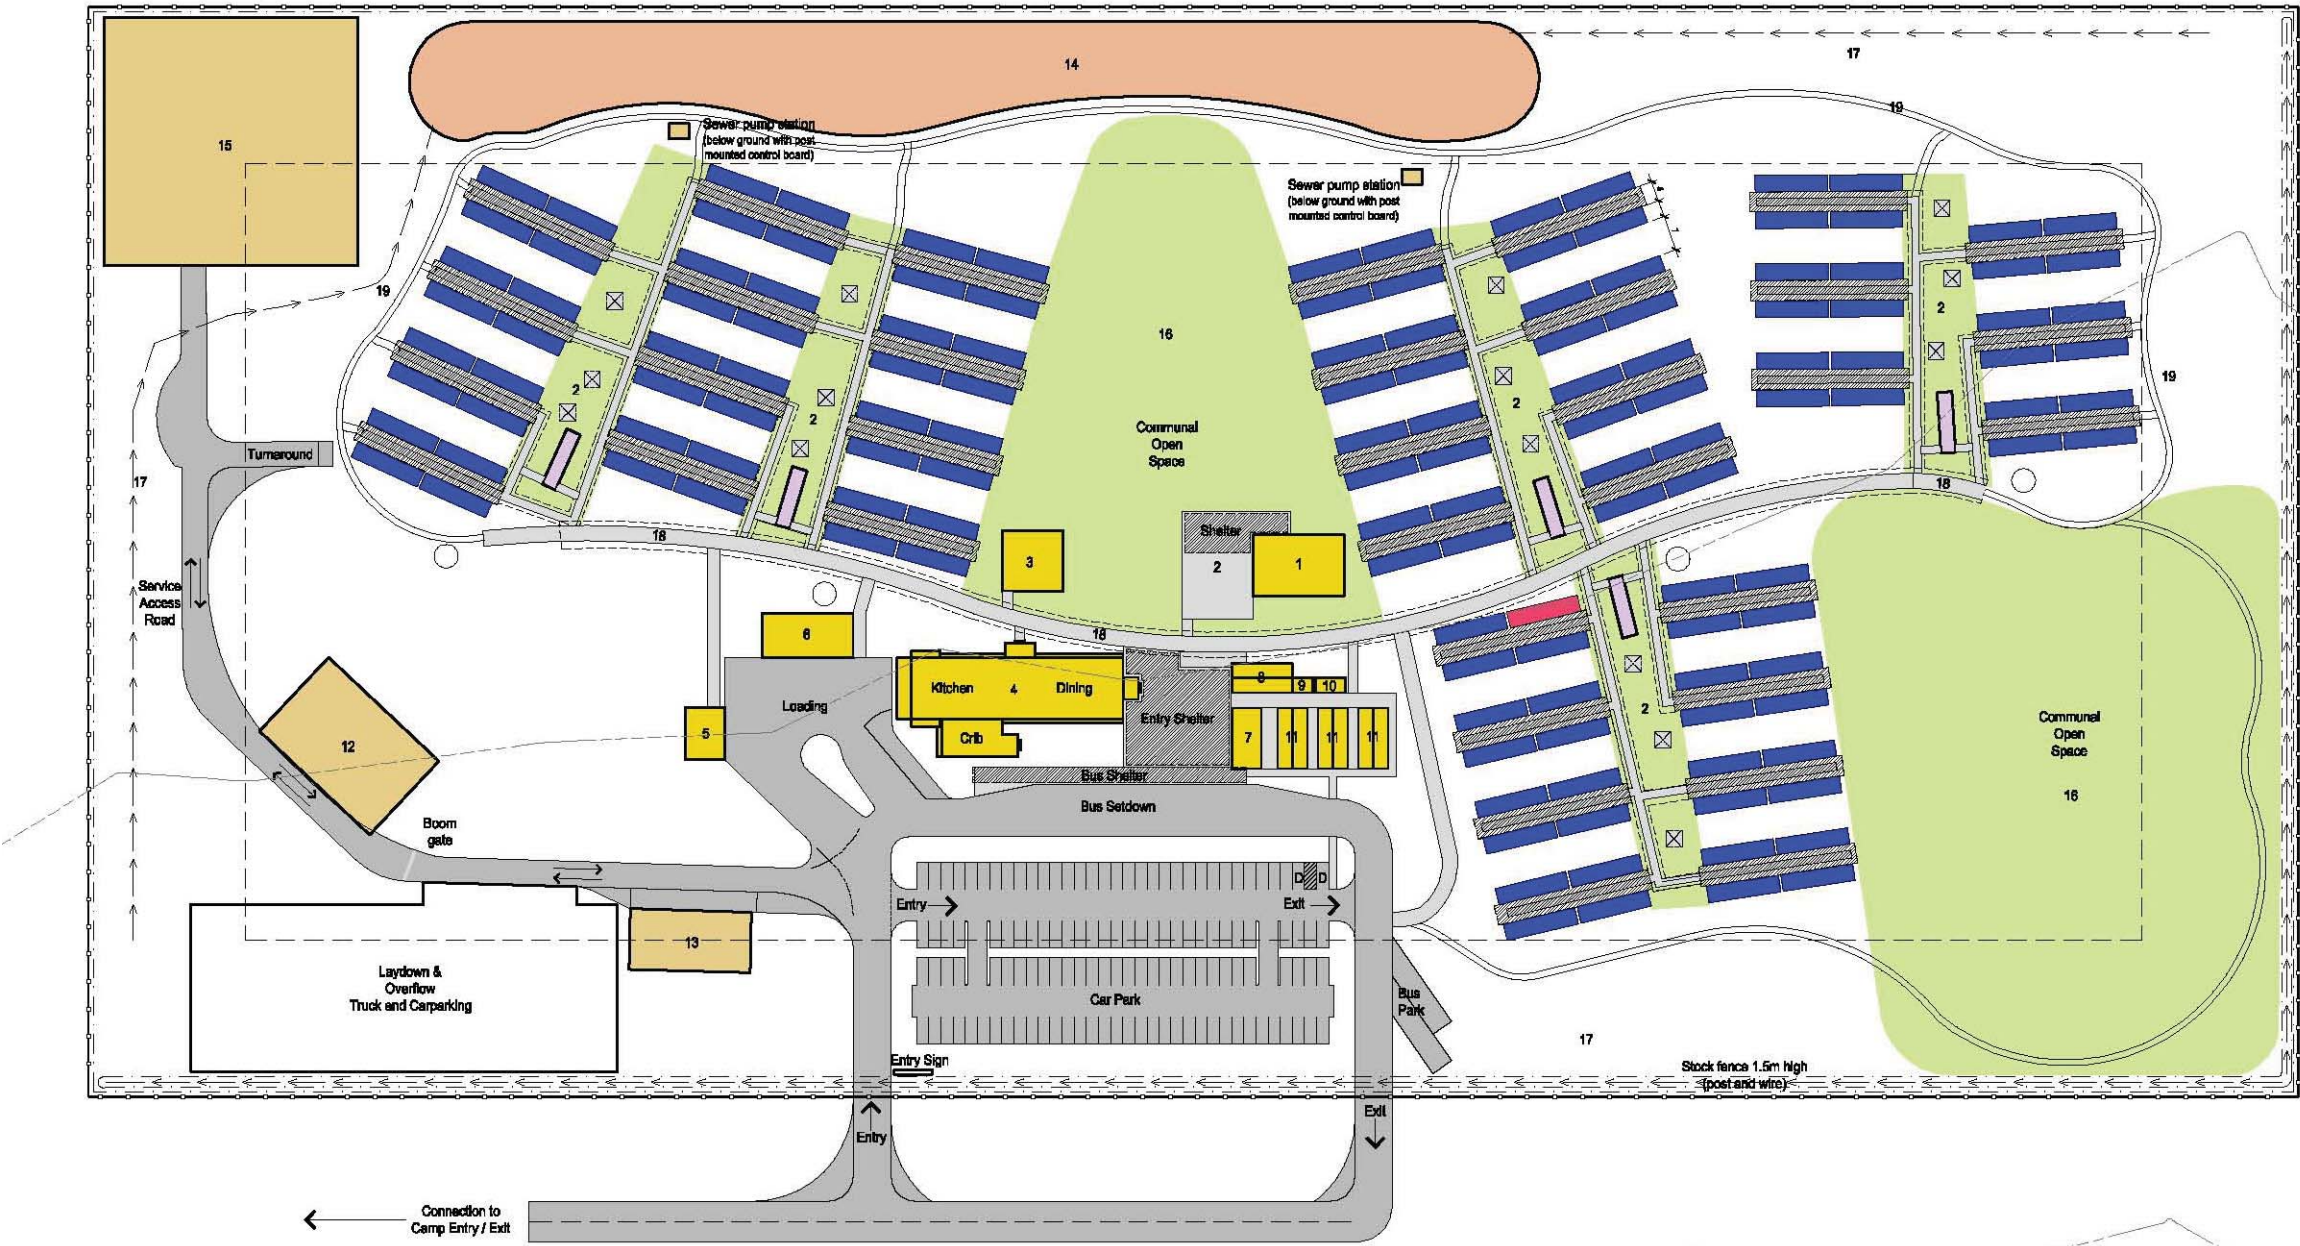 14
17
19
Sewer pump station
(below ground with post
mounted control board)
15
Sewer pump station
(below ground with post
mounted control board)
4
7
2
19
16
19
2
2
2
Communal
Open
Space
Turnaround
17
18
18
Shelter
3
2
1
Service
Access
Road
6
18
Kitchen
4
Dining
8
9
10
Loading
2
Communal
Open
Space
Entry Shelter
5
Crib
7
11
11
11
12
Bus Shelter
16
Bus Setdown
Boom
gate
D
D
Entry
Exit
13
Laydown &
Overflow
Truck and Carparking
Car Park
Bus
Park
17
Entry Sign
Stock fence 1.5m high
(post and wire)
Exit
Entry
Connection to
Camp Entry / Exit